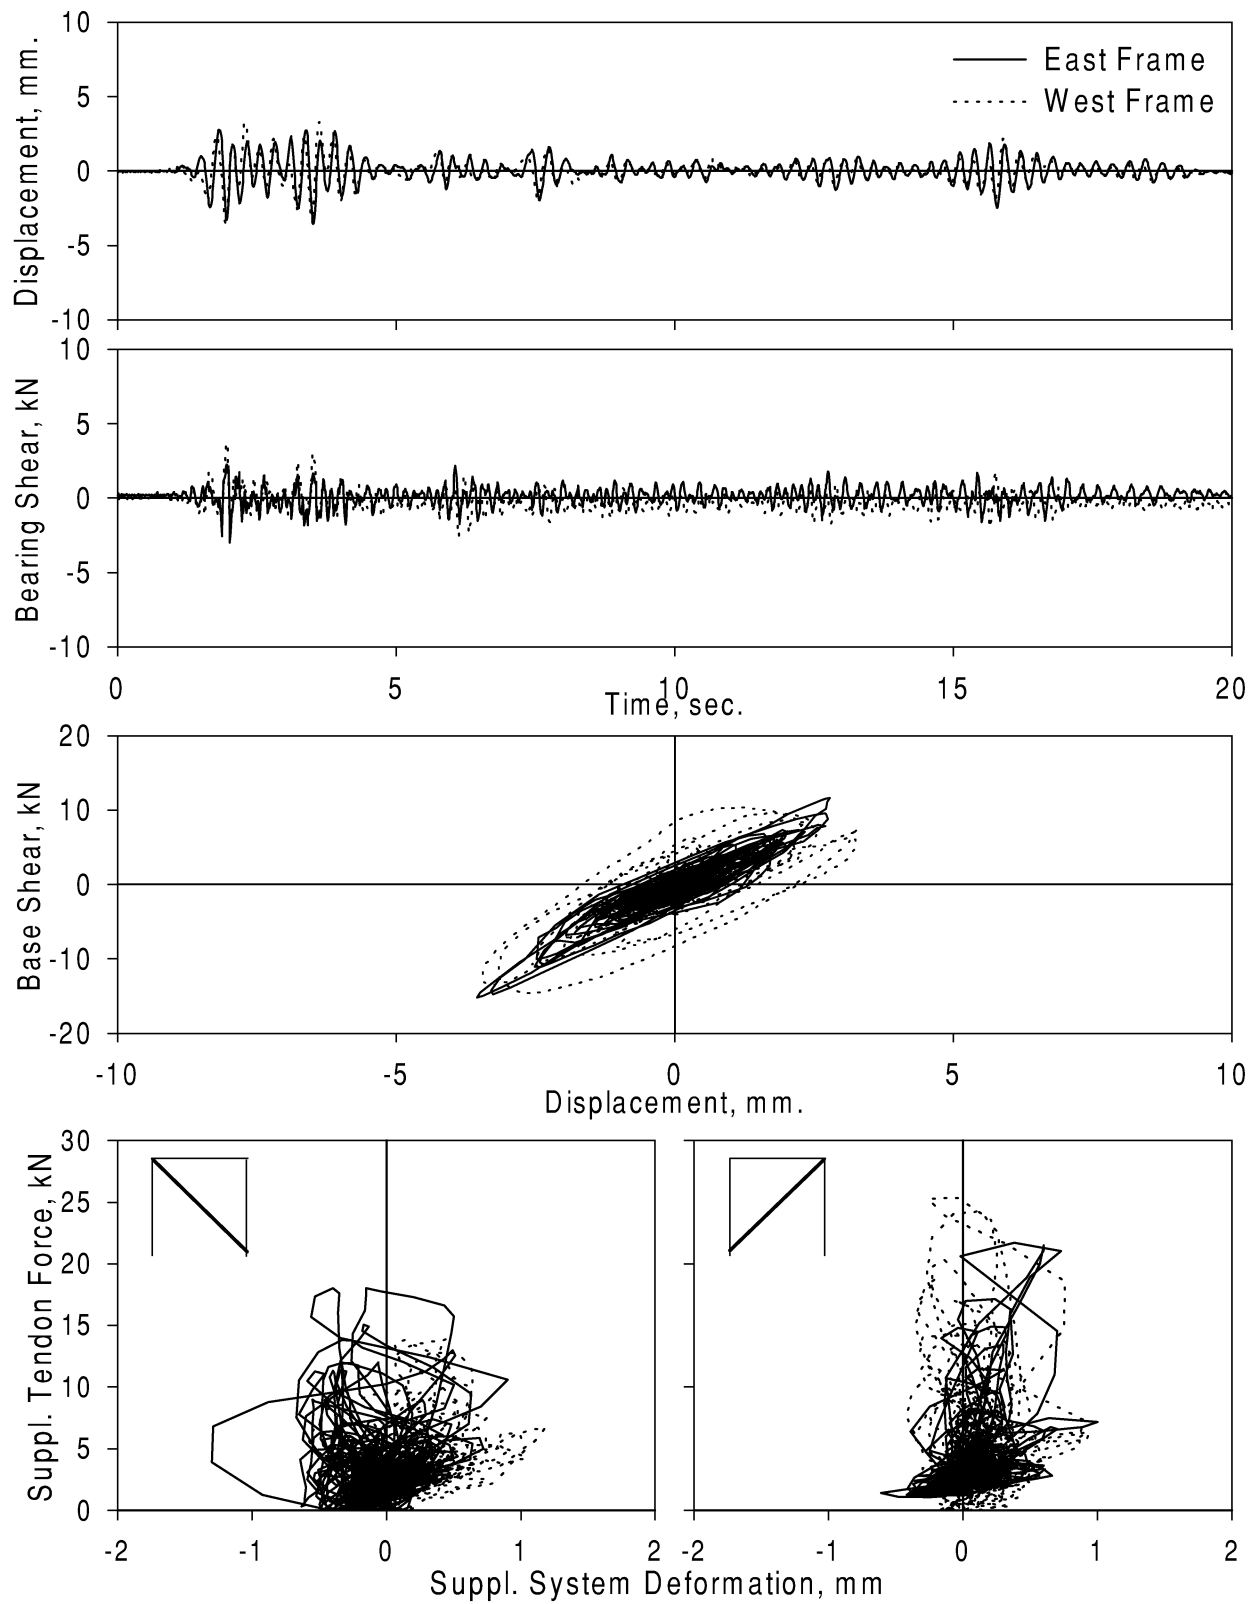 Displacement, mm.
10
5
0
-5
-10
East Frame
West Frame
Bearing Shear, kN
10
5
0
-5
-10
0 5 10 15 20
Time, sec.
Base Shear, kN
20
10
0
-10
-20
-10 -5 0 5 10
Displacement, mm.
Suppl. Tendon Force, kN
30
25
20
15
10
5
0
-2 -1 0 1 2 -2 -1 0 1 2
Suppl. System Deformation, mm